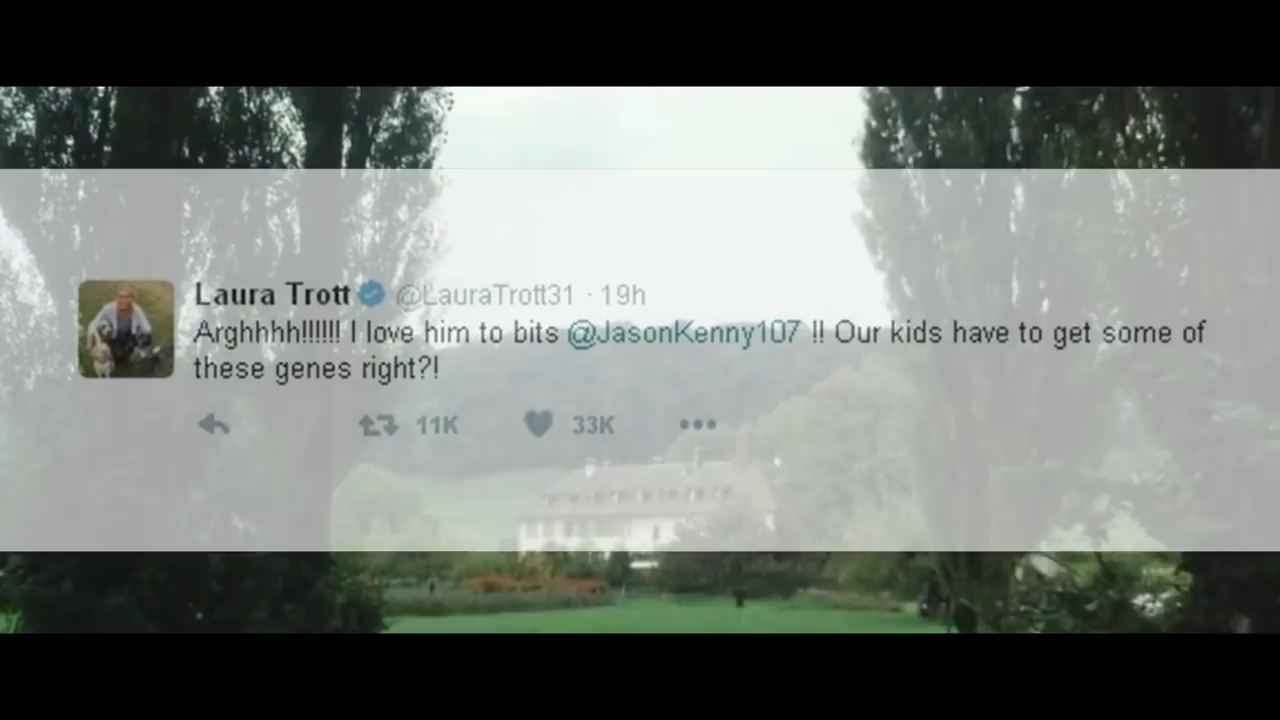 Laura Trott @LauraTrott31 · 19h
Arghhhh!!!!!! I love him to bits @JasonKenny107 !! Our kids have to get some of
these genes right?!
11K 33K